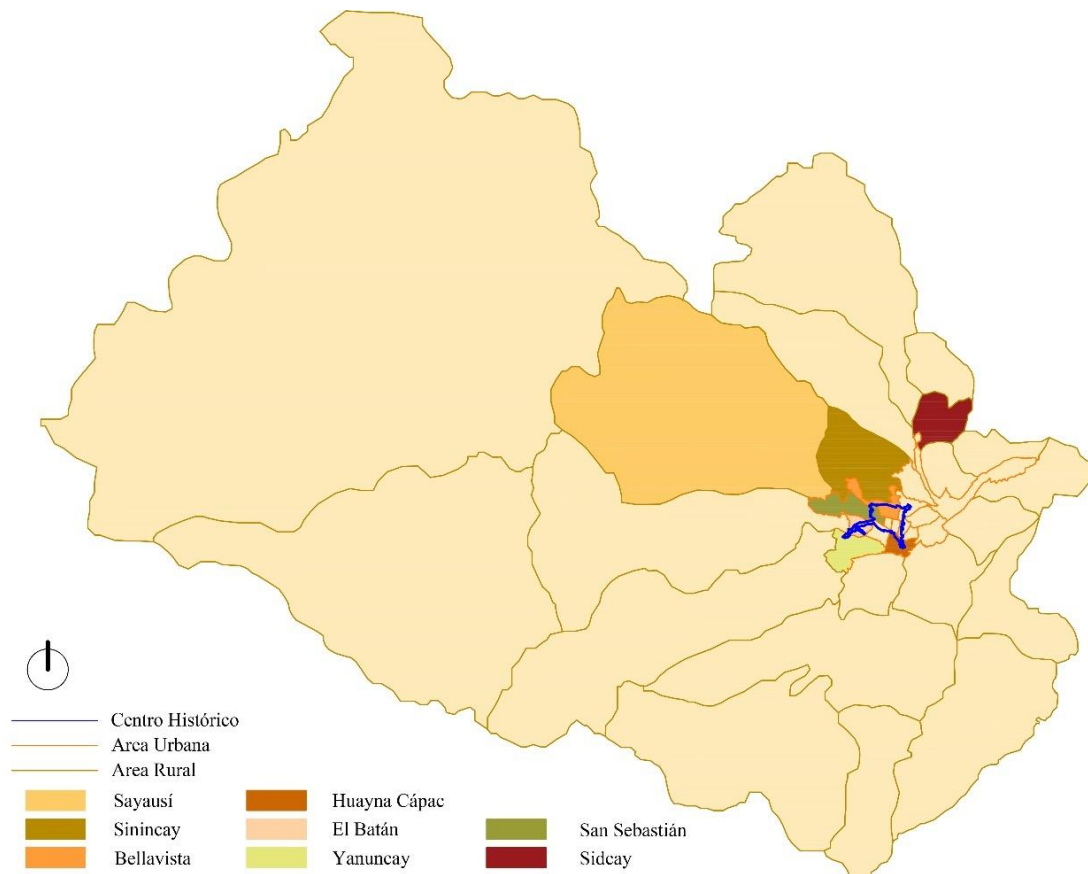 Centro Histórico
Area Urbana
Area Rural
Sayausí
Sinincay
Bellavista
Huayna Cápac
El Batán
Yanuncay
San Sebastián
Sidcay